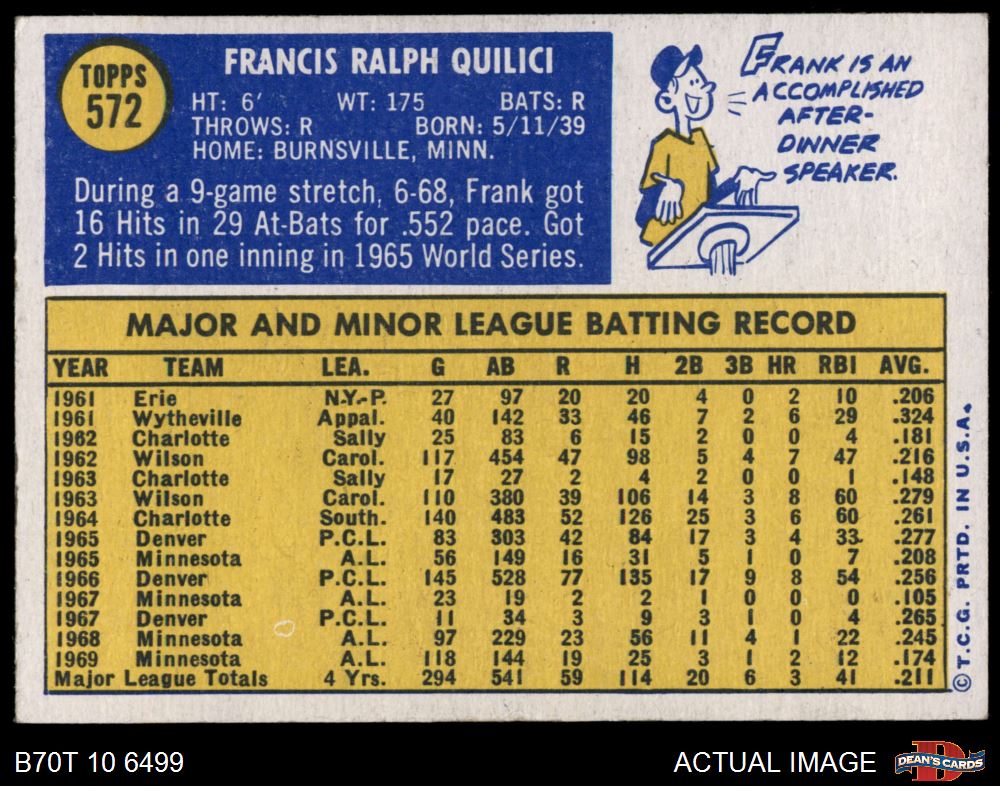 TOPPS
572
FRANCIS RALPH QUILICI
HT: 6' WT: 175 BATS: R
THROWS: R BORN: 5/11/39
HOME: BURNSVILLE, MINN.
During a 9-game stretch, 6-68, Frank got
16 Hits in 29 At-Bats for .552 pace. Got
2 Hits in one inning in 1965 World Series.
FRANK IS AN
ACCOMPLISHED
AFTER-
DINNER
SPEAKER.
MAJOR AND MINOR LEAGUE BATTING RECORD
YEAR TEAM LEA. G AB R H 2B 3B HR RBI AVG.
1961 Erie N.Y.-P. 27 97 20 20 4 0 2 10 .206
1961 Wytheville Appal. 40 142 33 46 7 2 6 29 .324
1962 Charlotte Sally 25 83 6 15 2 0 0 4 .181
1962 Wilson Carol. 117 454 47 98 5 4 7 47 .216
1963 Charlotte Sally 17 27 2 4 2 0 0 1 .148
1963 Wilson Carol. 110 380 39 106 14 3 8 60 .279
1964 Charlotte South. 140 483 52 126 25 3 6 60 .261
1965 Denver P.C.L. 83 303 42 84 17 3 4 33 .277
1965 Minnesota A.L. 56 149 16 31 5 1 0 7 .208
1966 Denver P.C.L. 145 528 77 135 17 9 8 54 .256
1967 Minnesota A.L. 23 19 2 2 1 0 0 0 .105
1967 Denver P.C.L. 11 34 3 9 3 1 0 4 .265
1968 Minnesota A.L. 97 229 23 56 11 4 1 22 .245
1969 Minnesota A.L. 118 144 19 25 3 1 2 12 .174
Major League Totals 4 Yrs. 294 541 59 114 20 6 3 41 .211
©T.C.G. PRTD. IN U.S.A.
B70T 10 6499
ACTUAL IMAGE
D
DEAN'S CARDS